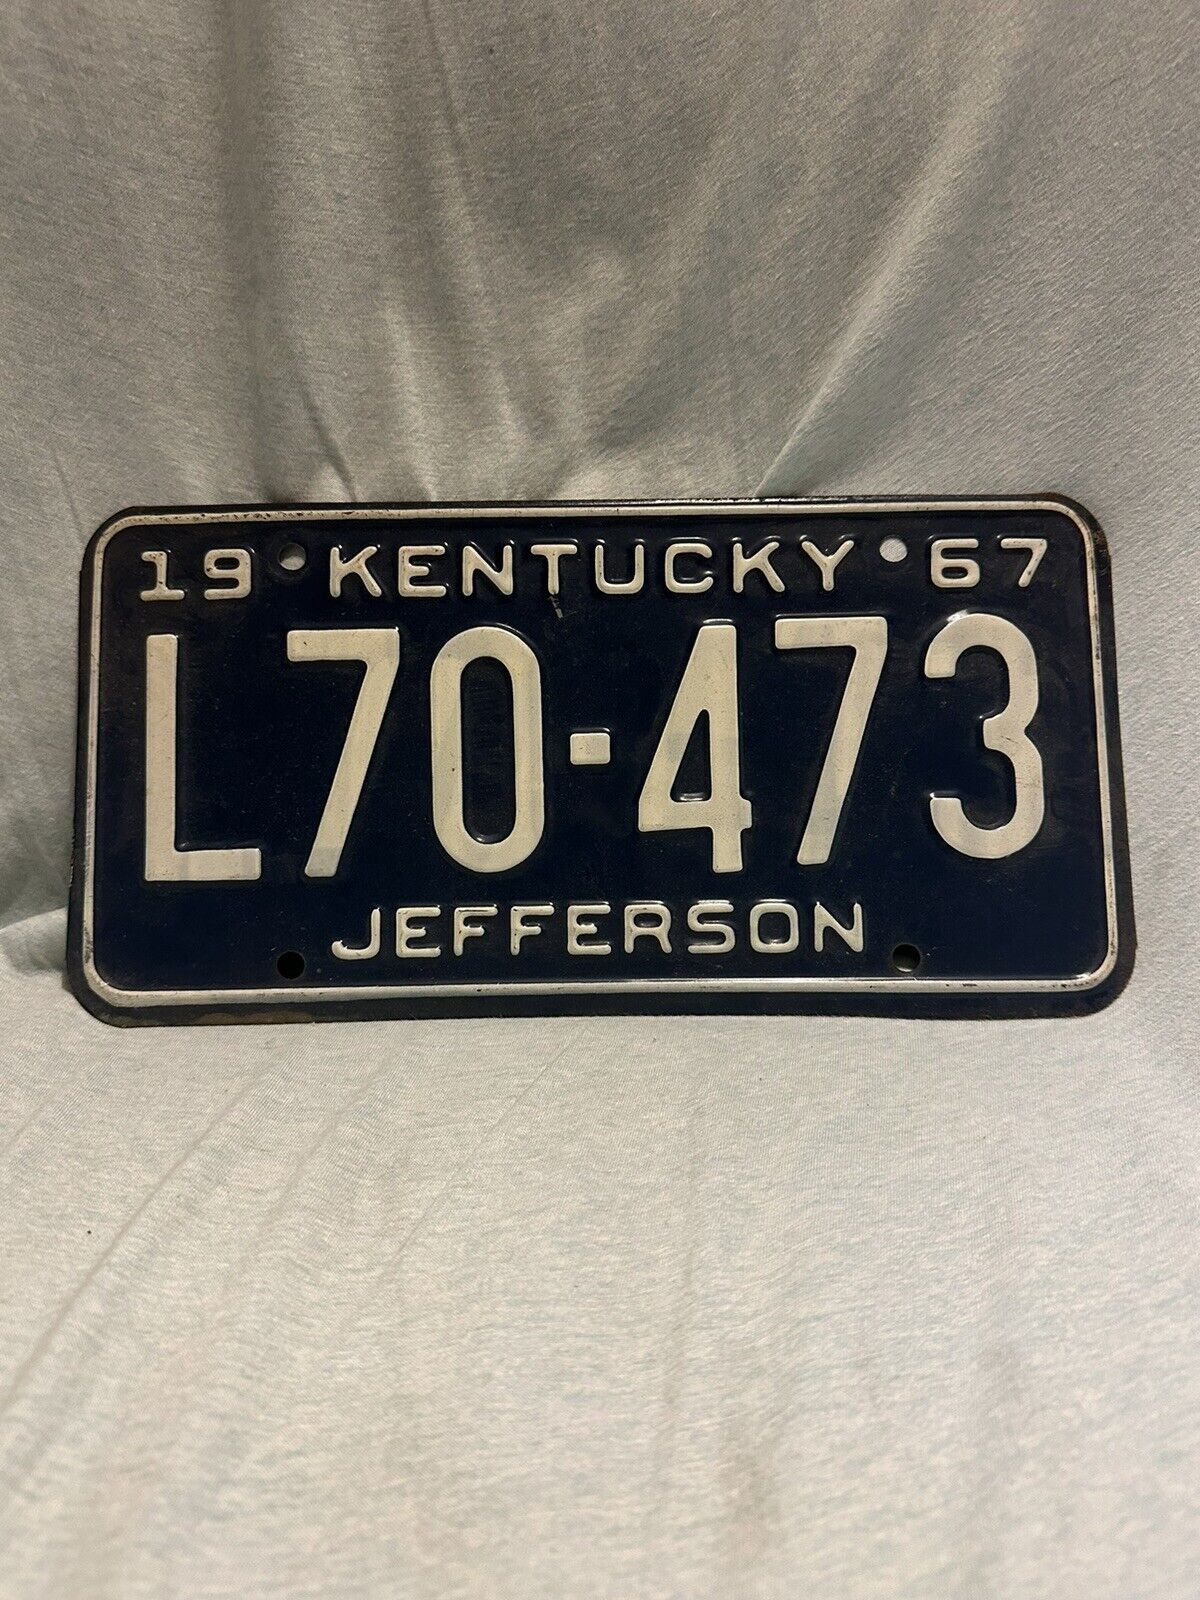 19 KENTUCKY 67
L70-473
JEFFERSON